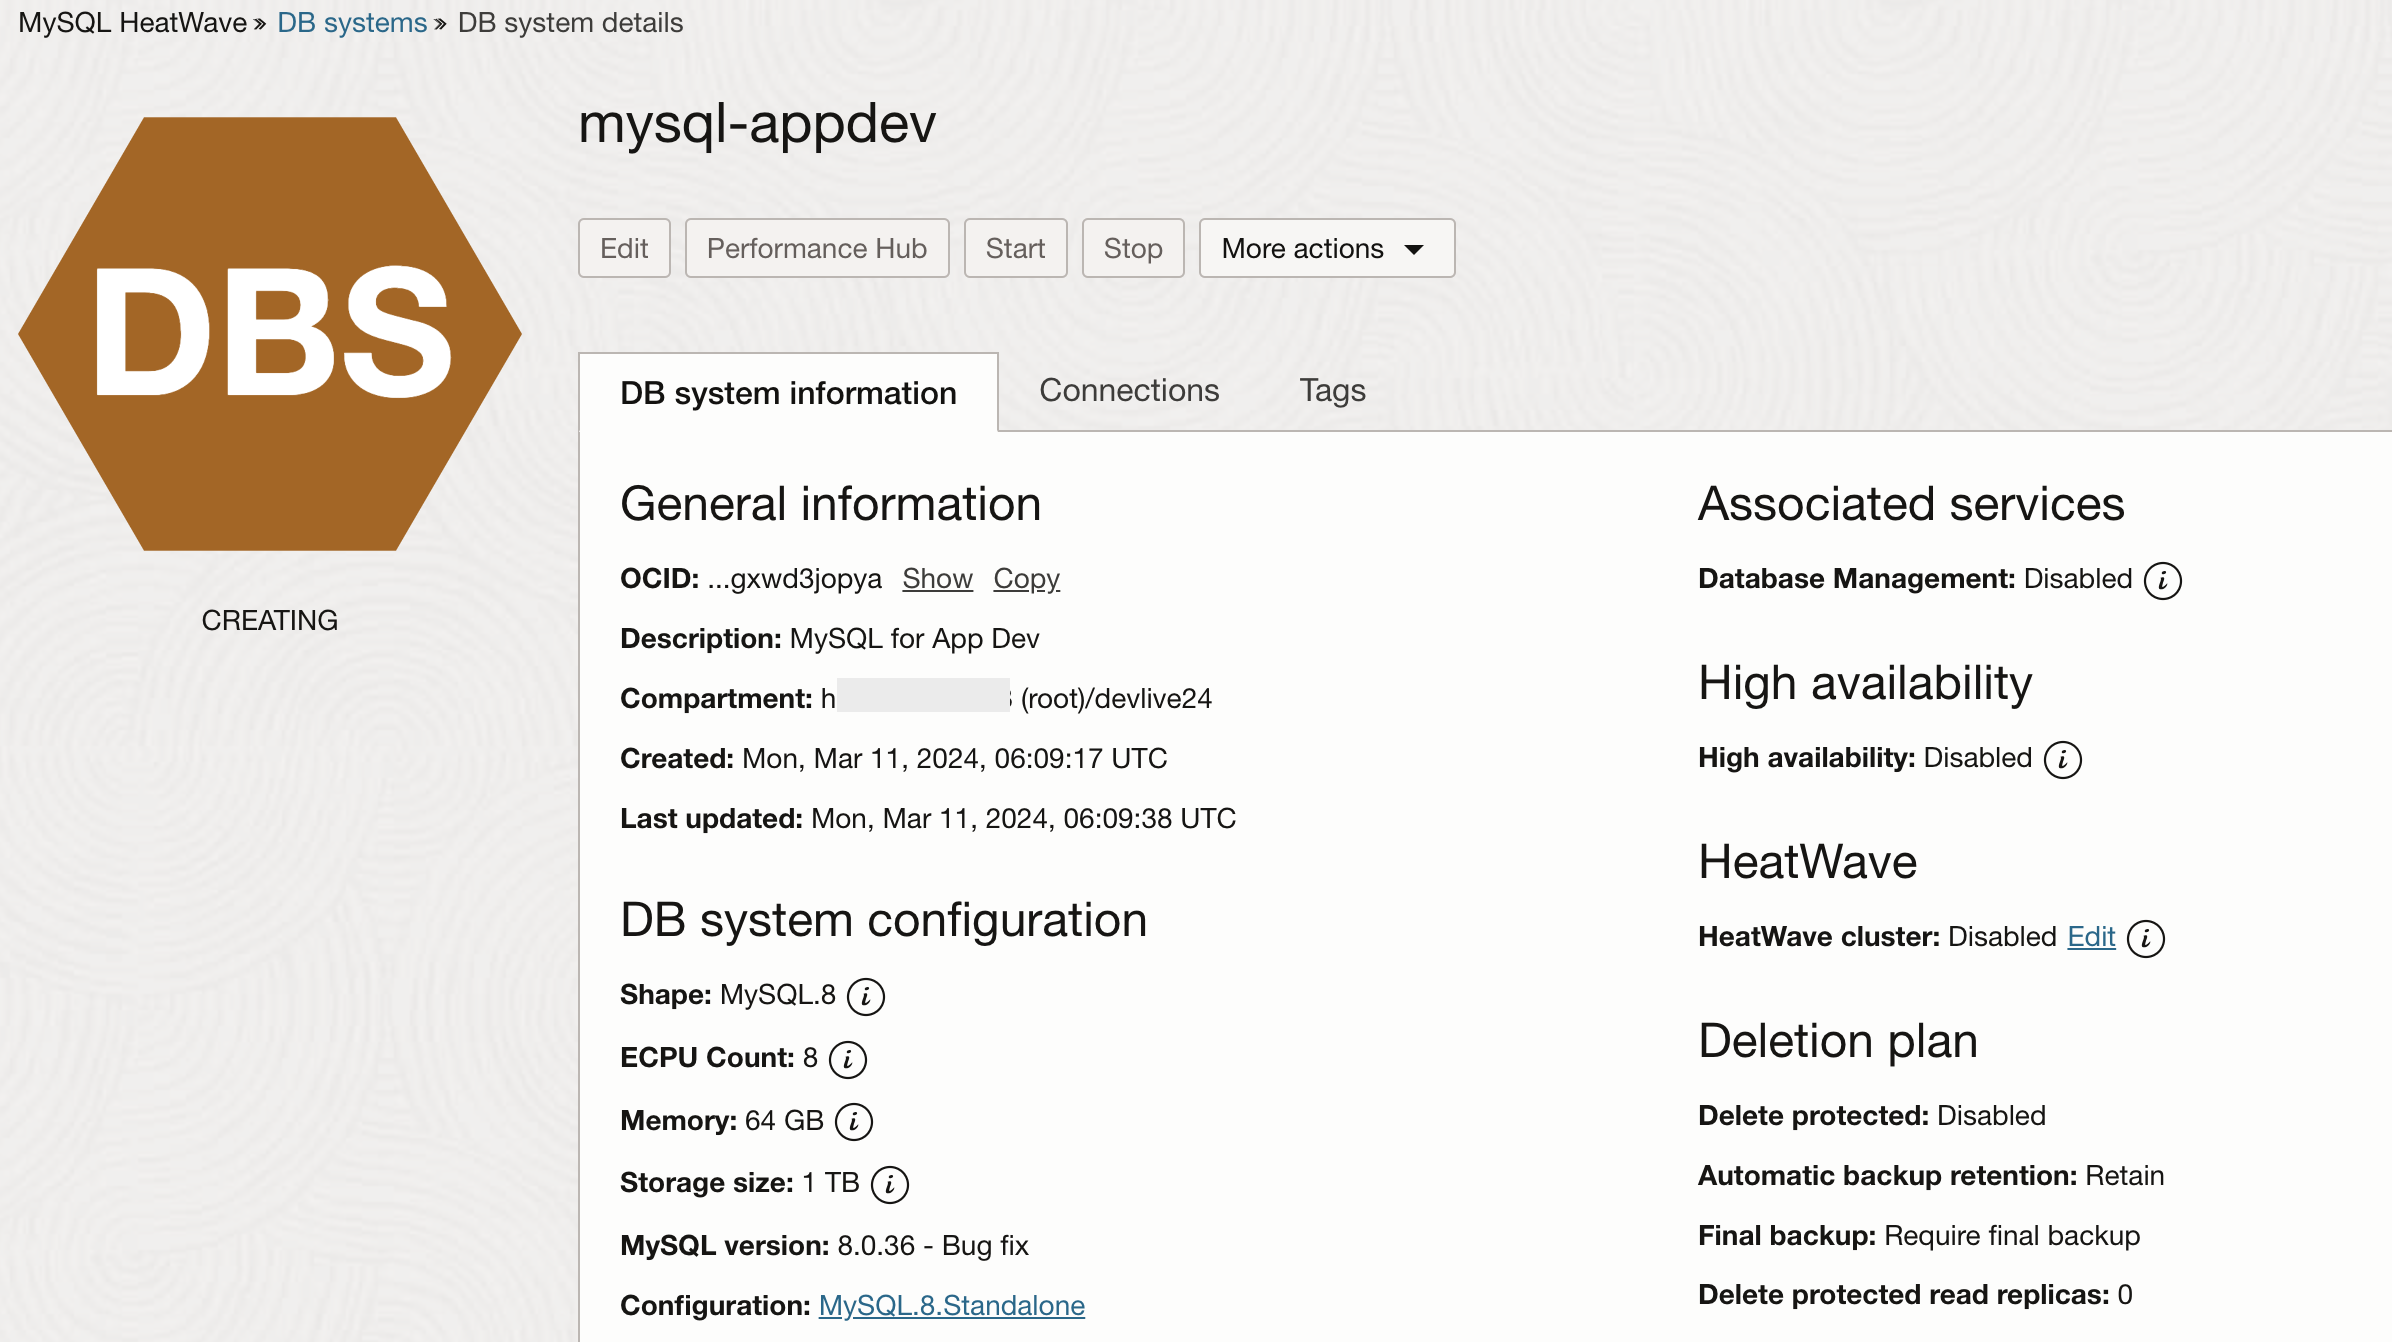 MySQL HeatWave » DB systems » DB system details
mysql-appdev
Edit Performance Hub Start Stop More actions
DBS
CREATING
DB system information Connections Tags
General information
OCID: ...gxwd3jopya Show Copy
Description: MySQL for App Dev
Compartment: h (root)/devlive24
Created: Mon, Mar 11, 2024, 06:09:17 UTC
Last updated: Mon, Mar 11, 2024, 06:09:38 UTC
DB system configuration
Shape: MySQL.8 i
ECPU Count: 8 i
Memory: 64 GB i
Storage size: 1 TB i
MySQL version: 8.0.36 - Bug fix
Configuration: MySQL.8.Standalone
Associated services
Database Management: Disabled i
High availability
High availability: Disabled i
HeatWave
HeatWave cluster: Disabled Edit i
Deletion plan
Delete protected: Disabled
Automatic backup retention: Retain
Final backup: Require final backup
Delete protected read replicas: 0